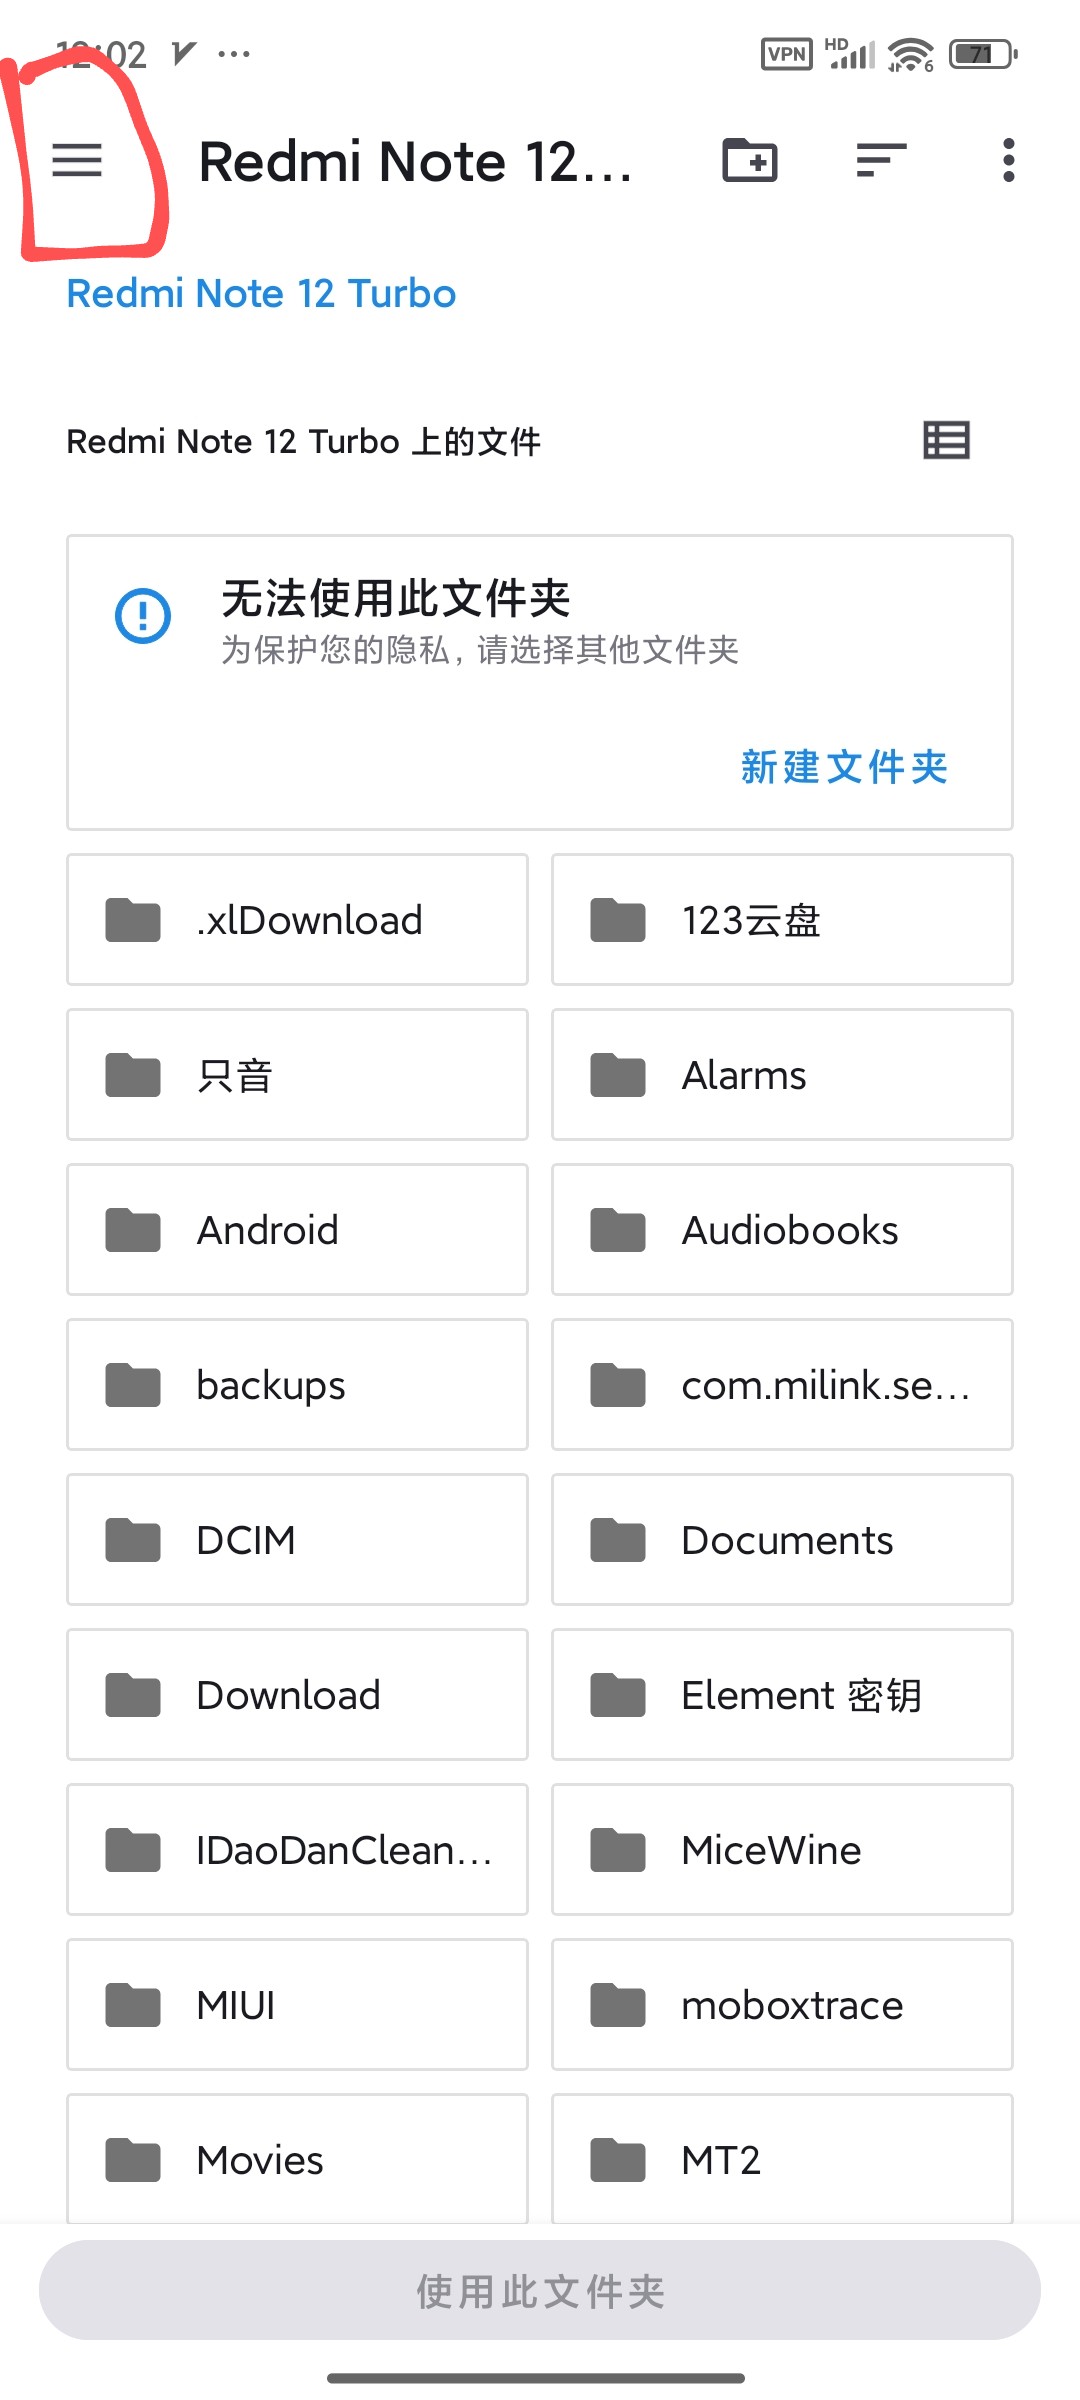 12:02
VPN HD 6 71
Redmi Note 12...
Redmi Note 12 Turbo
Redmi Note 12 Turbo 上的文件
无法使用此文件夹
为保护您的隐私，请选择其他文件夹
新建文件夹
.xlDownload
123云盘
只音
Alarms
Android
Audiobooks
backups
com.milink.se...
DCIM
Documents
Download
Element 密钥
IDaoDanClean...
MiceWine
MIUI
moboxtrace
Movies
MT2
使用此文件夹